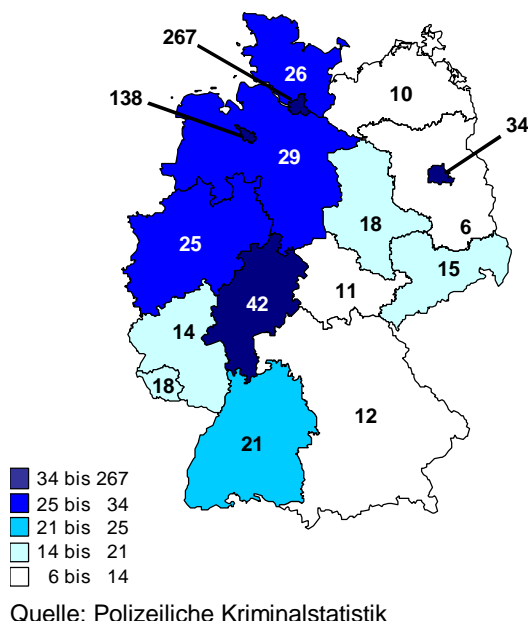 267
26
10
138
34
29
18
6
25
15
11
42
14
18
12
21
34 bis 267
25 bis 34
21 bis 25
14 bis 21
6 bis 14
Quelle: Polizeiliche Kriminalstatistik